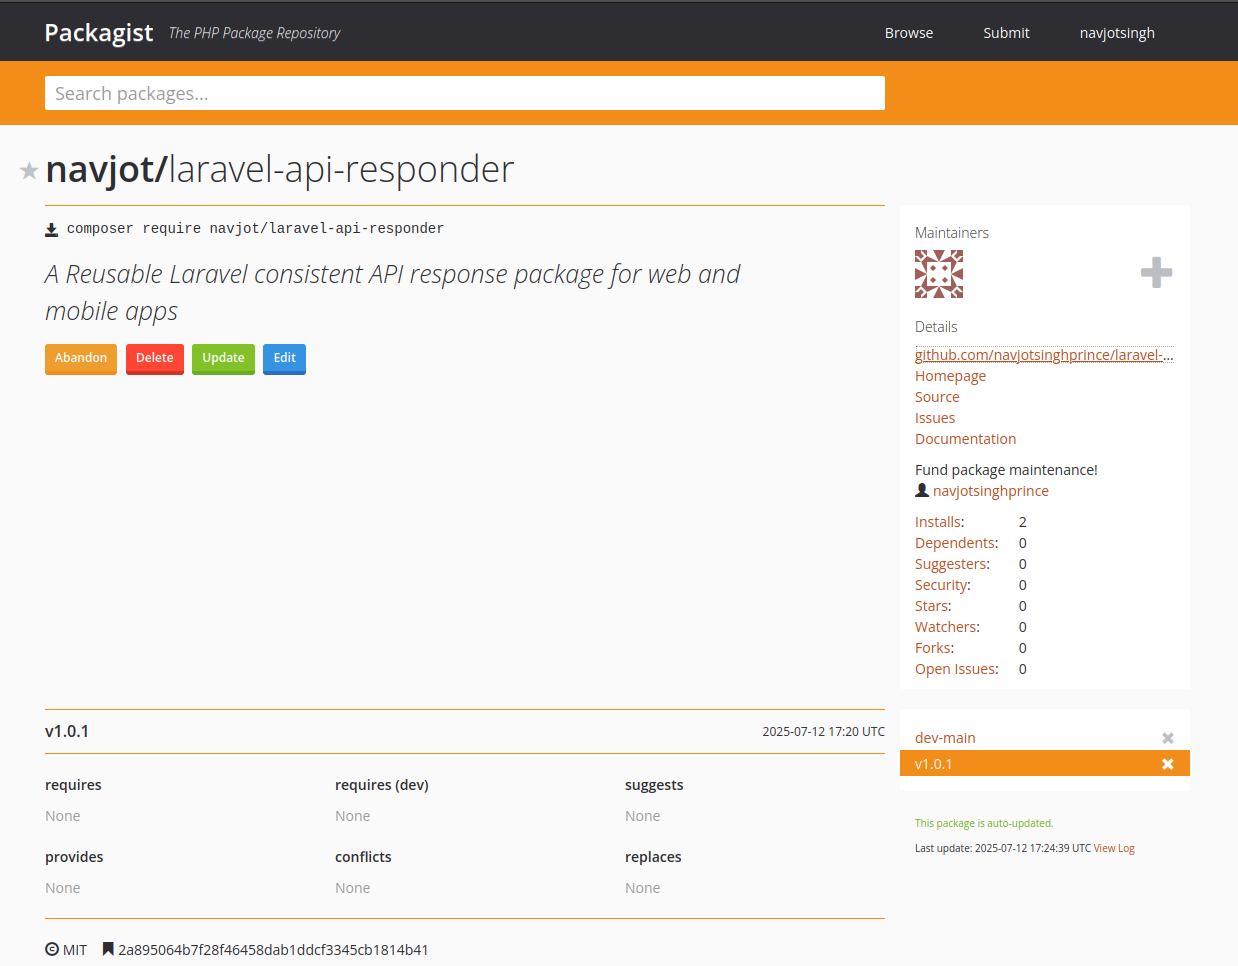 Packagist The PHP Package Repository Browse Submit navjotsingh
Search packages...
navjot/laravel-api-responder
composer require navjot/laravel-api-responder
A Reusable Laravel consistent API response package for web and
mobile apps
Abandon Delete Update Edit
Maintainers
Details
github.com/navjotsinghprince/laravel-...
Homepage
Source
Issues
Documentation
Fund package maintenance!
navjotsinghprince
Installs: 2
Dependents: 0
Suggesters: 0
Security: 0
Stars: 0
Watchers: 0
Forks: 0
Open Issues: 0
v1.0.1 2025-07-12 17:20 UTC
requires requires (dev) suggests
None None None
provides conflicts replaces
None None None
MIT 2a895064b7f28f46458dab1ddcf3345cb1814b41
dev-main
v1.0.1
This package is auto-updated.
Last update: 2025-07-12 17:24:39 UTC View Log